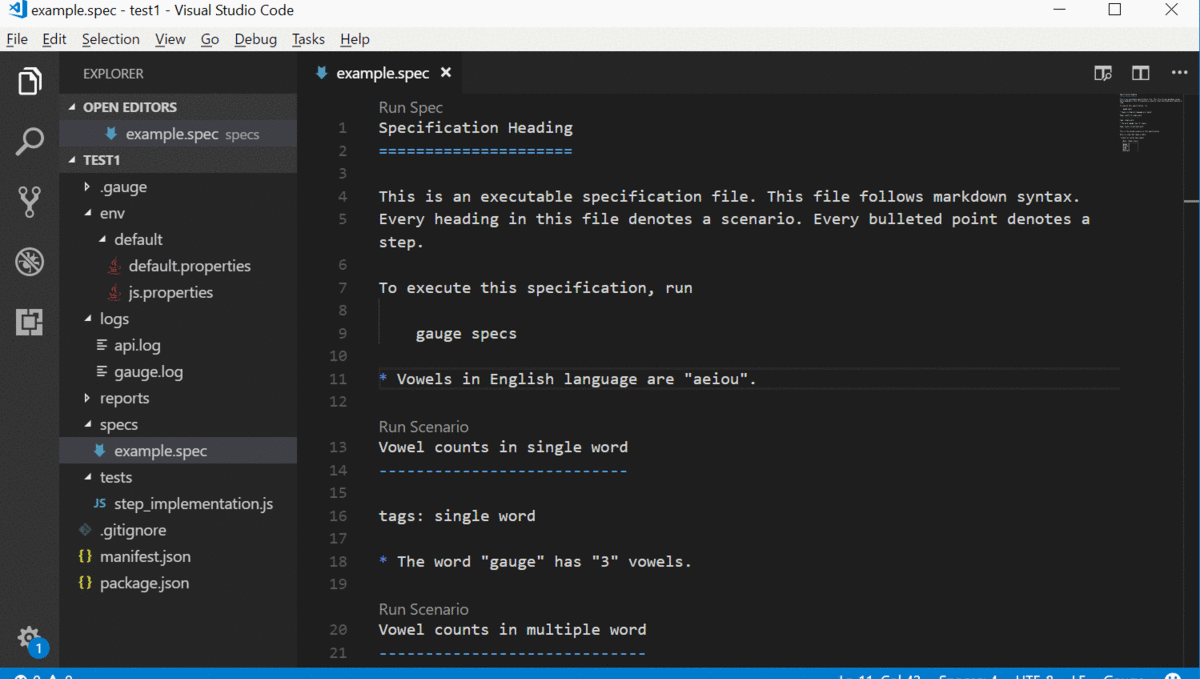 example.spec - test1 - Visual Studio Code
File Edit Selection View Go Debug Tasks Help
EXPLORER
OPEN EDITORS
example.spec specs
TEST1
.gauge
env
default
default.properties
js.properties
logs
api.log
gauge.log
reports
specs
example.spec
tests
JS step_implementation.js
.gitignore
{} manifest.json
{} package.json
1
example.spec ×
Run Spec
1 Specification Heading
2 =====================
3
4 This is an executable specification file. This file follows markdown syntax.
5 Every heading in this file denotes a scenario. Every bulleted point denotes a
step.
6
7 To execute this specification, run
8
9 gauge specs
10
11 * Vowels in English language are "aeiou".
12
Run Scenario
13 Vowel counts in single word
14 ---------------------------
15
16 tags: single word
17
18 * The word "gauge" has "3" vowels.
19
Run Scenario
20 Vowel counts in multiple word
21 -----------------------------